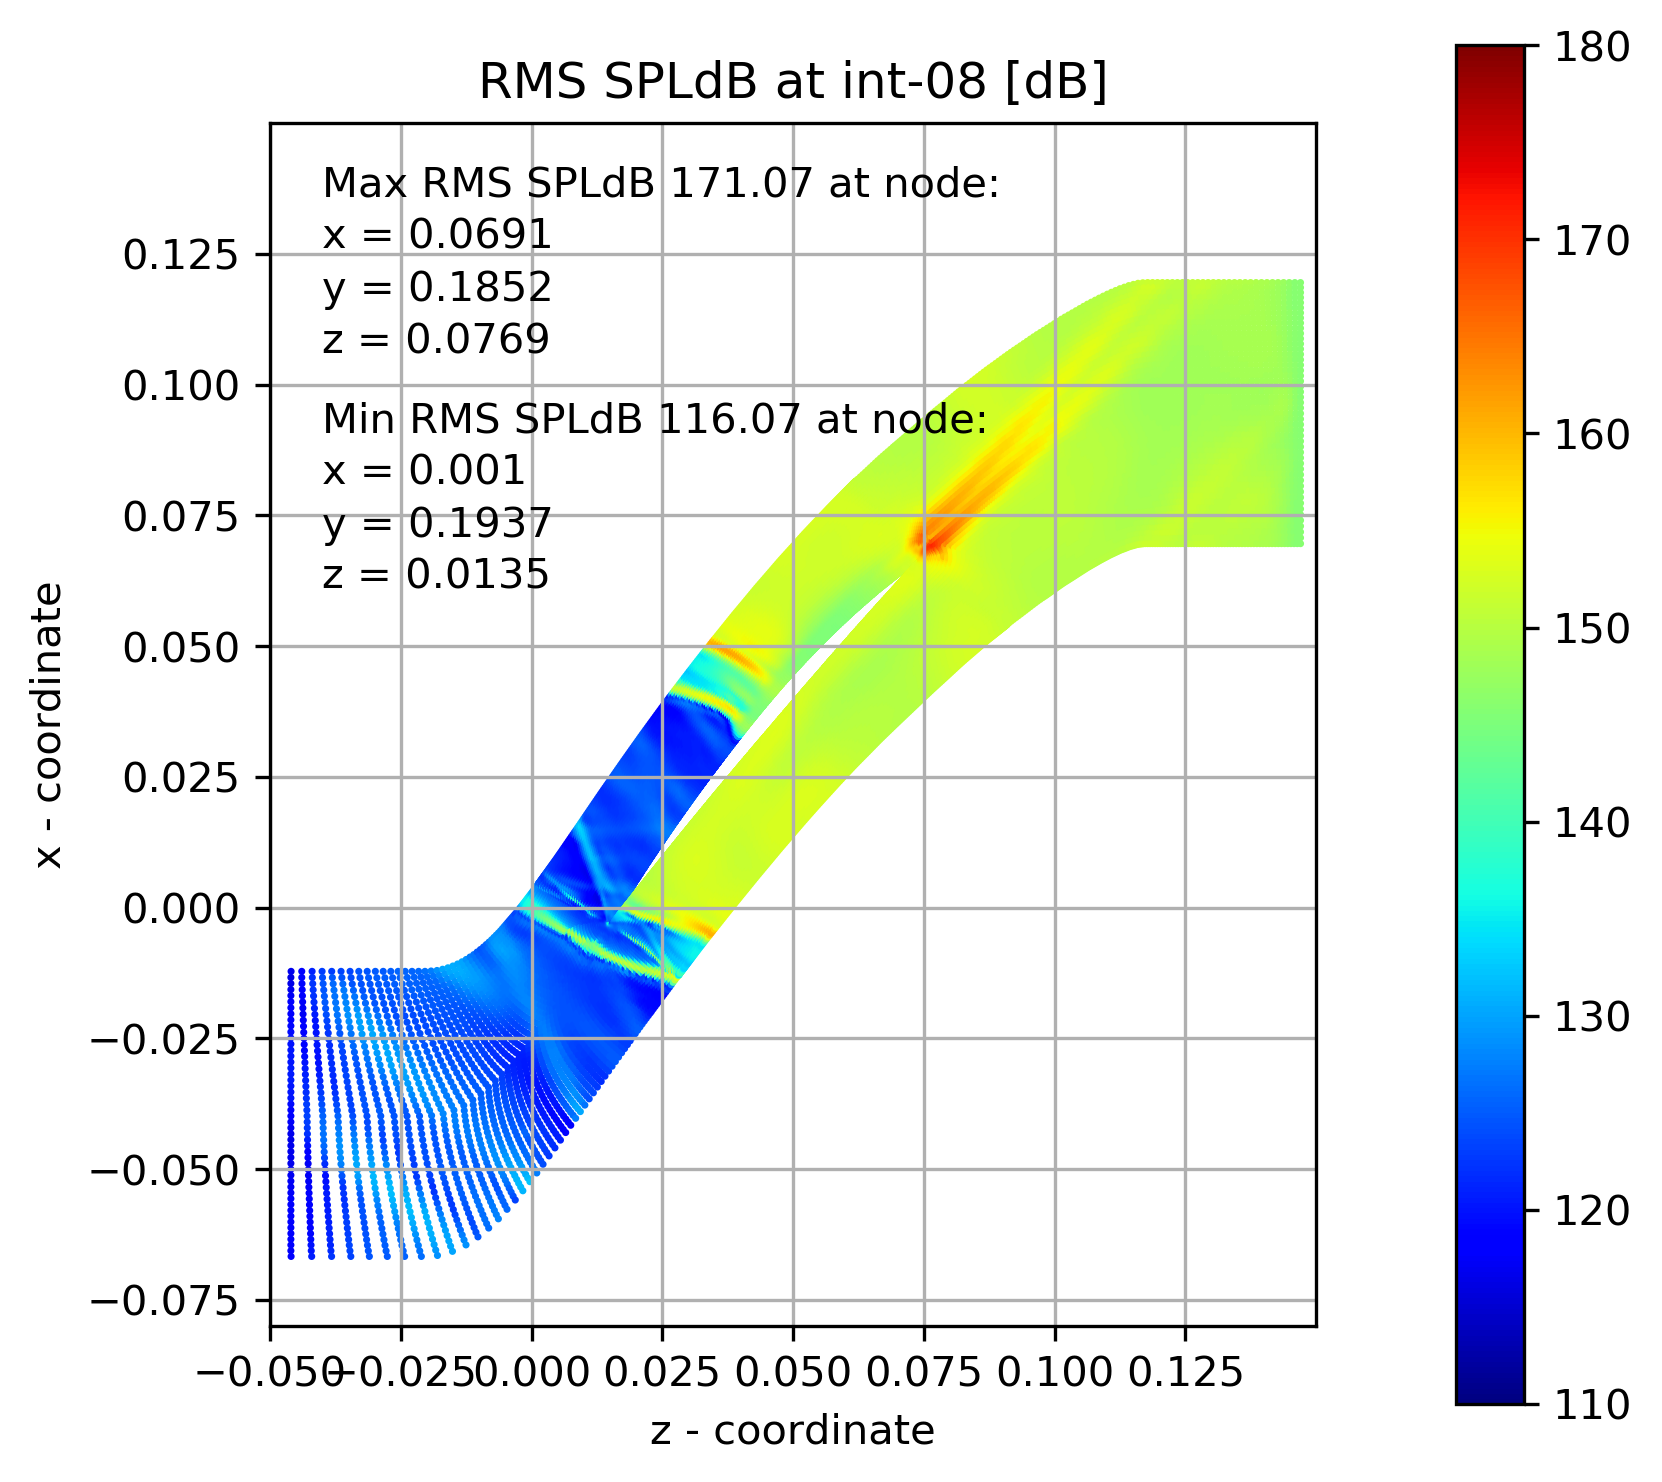 RMS SPLdB at int-08 [dB]
Max RMS SPLdB 171.07 at node:
x = 0.0691
y = 0.1852
z = 0.0769
Min RMS SPLdB 116.07 at node:
x = 0.001
y = 0.1937
z = 0.0135
x - coordinate
0.125
0.100
0.075
0.050
0.025
0.000
−0.025
−0.050
−0.075
−0.050 −0.025 0.000 0.025 0.050 0.075 0.100 0.125
z - coordinate
180
170
160
150
140
130
120
110